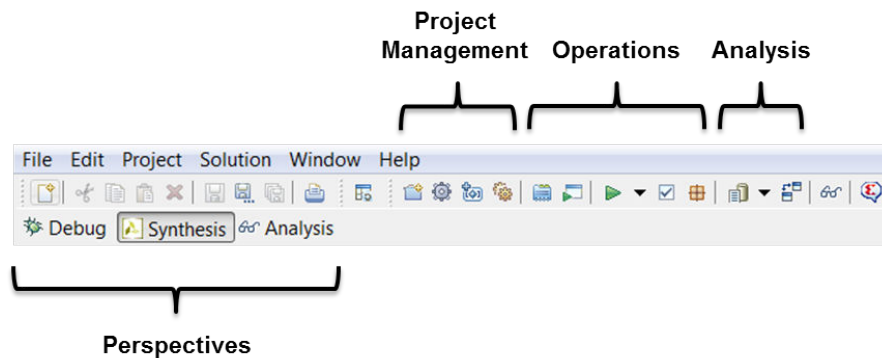 Project
Management
Operations
Analysis
File Edit Project Solution Window Help
Debug Synthesis Analysis
Perspectives